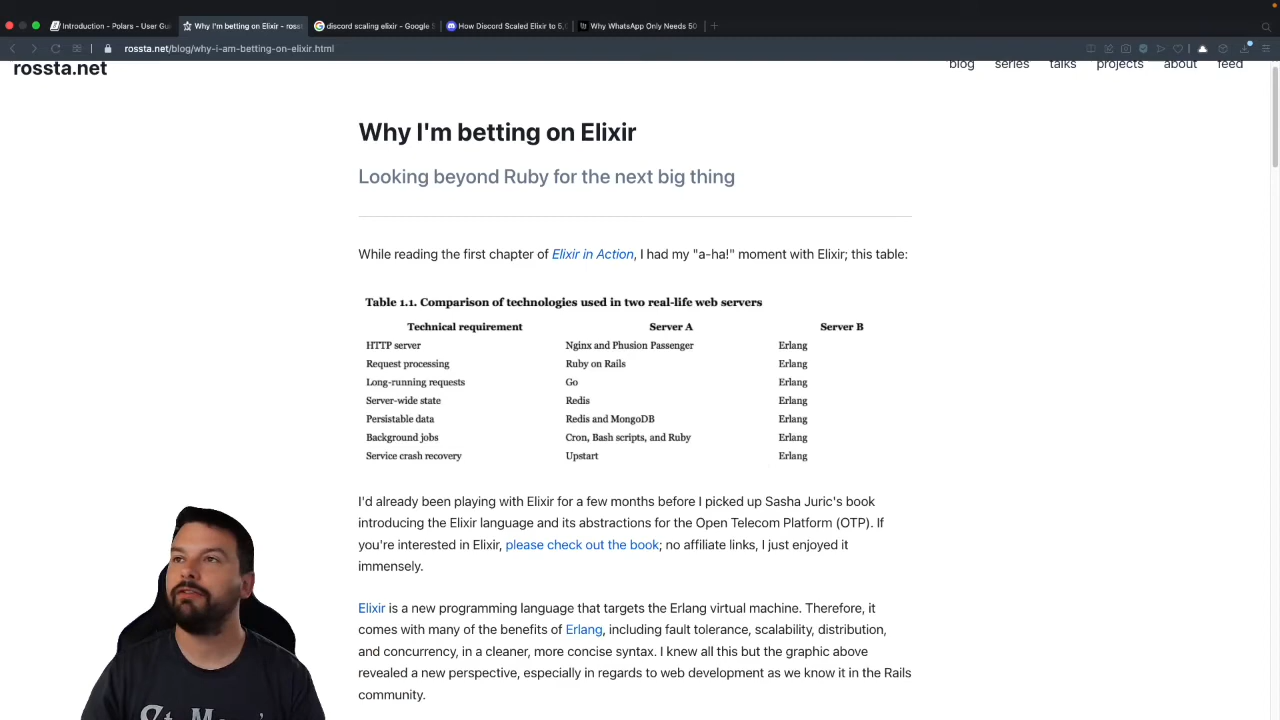 Introduction - Polars - User Gui
Why I'm betting on Elixir - rosst
discord scaling elixir - Google S
How Discord Scaled Elixir to 5,
Why WhatsApp Only Needs 50
rossta.net/blog/why-i-am-betting-on-elixir.html
rossta.net
blog series talks projects about feed
Why I'm betting on Elixir
Looking beyond Ruby for the next big thing
While reading the first chapter of Elixir in Action, I had my "a-ha!" moment with Elixir; this table:
Table 1.1. Comparison of technologies used in two real-life web servers
Technical requirement Server A Server B
HTTP server Nginx and Phusion Passenger Erlang
Request processing Ruby on Rails Erlang
Long-running requests Go Erlang
Server-wide state Redis Erlang
Persistable data Redis and MongoDB Erlang
Background jobs Cron, Bash scripts, and Ruby Erlang
Service crash recovery Upstart Erlang
I'd already been playing with Elixir for a few months before I picked up Sasha Juric's book
introducing the Elixir language and its abstractions for the Open Telecom Platform (OTP). If
you're interested in Elixir, please check out the book; no affiliate links, I just enjoyed it
immensely.
Elixir is a new programming language that targets the Erlang virtual machine. Therefore, it
comes with many of the benefits of Erlang, including fault tolerance, scalability, distribution,
and concurrency, in a cleaner, more concise syntax. I knew all this but the graphic above
revealed a new perspective, especially in regards to web development as we know it in the Rails
community.